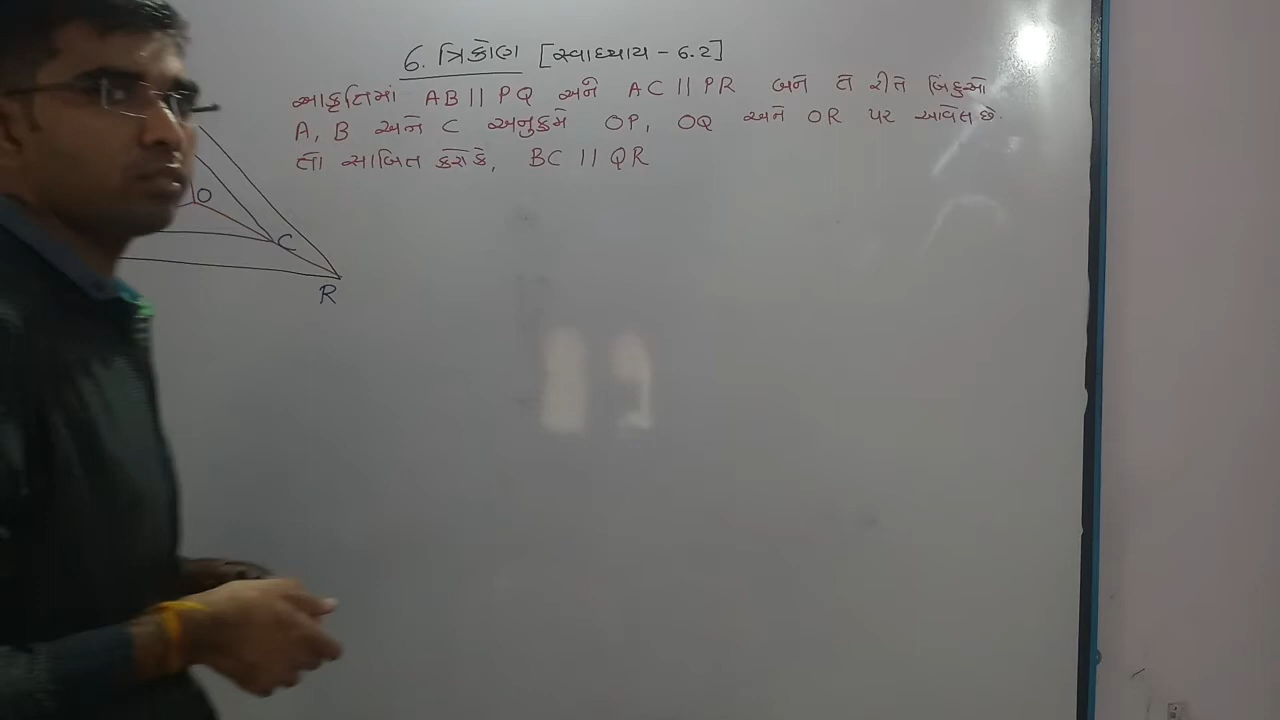 6. ત્રિકોણ [સ્વાધ્યાય - 6.2]
આકૃતિમાં AB || PQ અને AC || PR બને તે રીતે બિંદુઓ
A, B અને C અનુક્રમે OP, OQ અને OR પર આવેલ છે.
તો સાબિત કરો કે, BC || QR
O
C
R